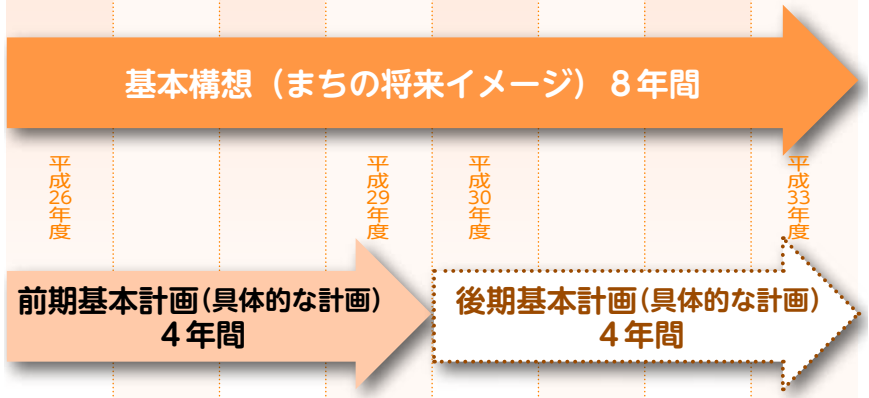 基本構想（まちの将来イメージ）８年間
平成26年度
平成29年度
平成30年度
平成33年度
前期基本計画（具体的な計画）
４年間
後期基本計画（具体的な計画）
４年間